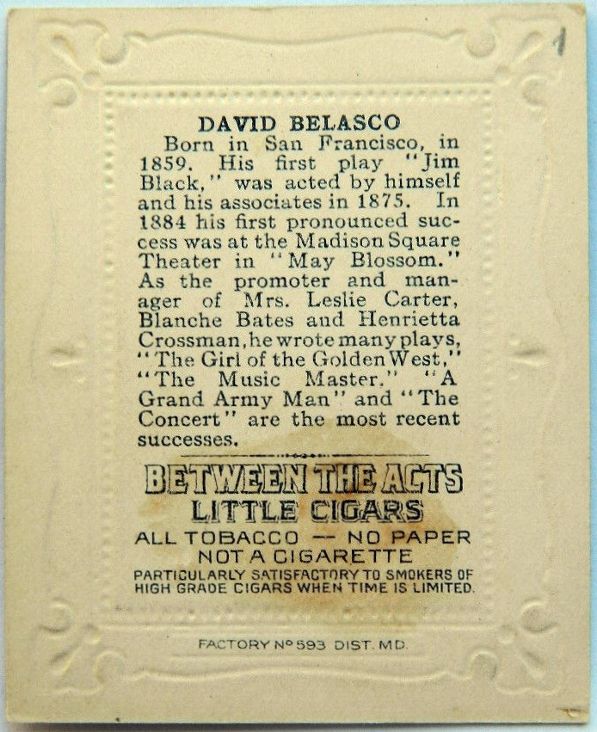 1
DAVID BELASCO
Born in San Francisco, in
1859. His first play "Jim
Black," was acted by himself
and his associates in 1875. In
1884 his first pronounced suc-
cess was at the Madison Square
Theater in "May Blossom."
As the promoter and man-
ager of Mrs. Leslie Carter,
Blanche Bates and Henrietta
Crossman, he wrote many plays,
"The Girl of the Golden West,"
"The Music Master." "A
Grand Army Man" and "The
Concert" are the most recent
successes.
BETWEEN THE ACTS
LITTLE CIGARS
ALL TOBACCO — NO PAPER
NOT A CIGARETTE
PARTICULARLY SATISFACTORY TO SMOKERS OF
HIGH GRADE CIGARS WHEN TIME IS LIMITED.
FACTORY Nº 593 DIST. MD.